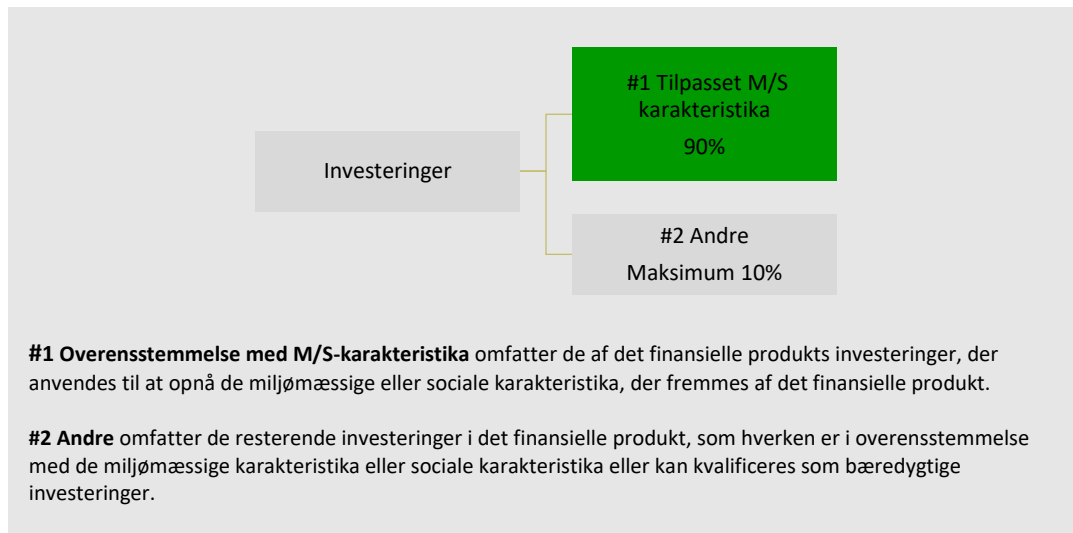 #1 Tilpasset M/S
karakteristika
90%
Investeringer
#2 Andre
Maksimum 10%
#1 Overensstemmelse med M/S-karakteristika omfatter de af det finansielle produkts investeringer, der
anvendes til at opnå de miljømæssige eller sociale karakteristika, der fremmes af det finansielle produkt.
#2 Andre omfatter de resterende investeringer i det finansielle produkt, som hverken er i overensstemmelse
med de miljømæssige karakteristika eller sociale karakteristika eller kan kvalificeres som bæredygtige
investeringer.